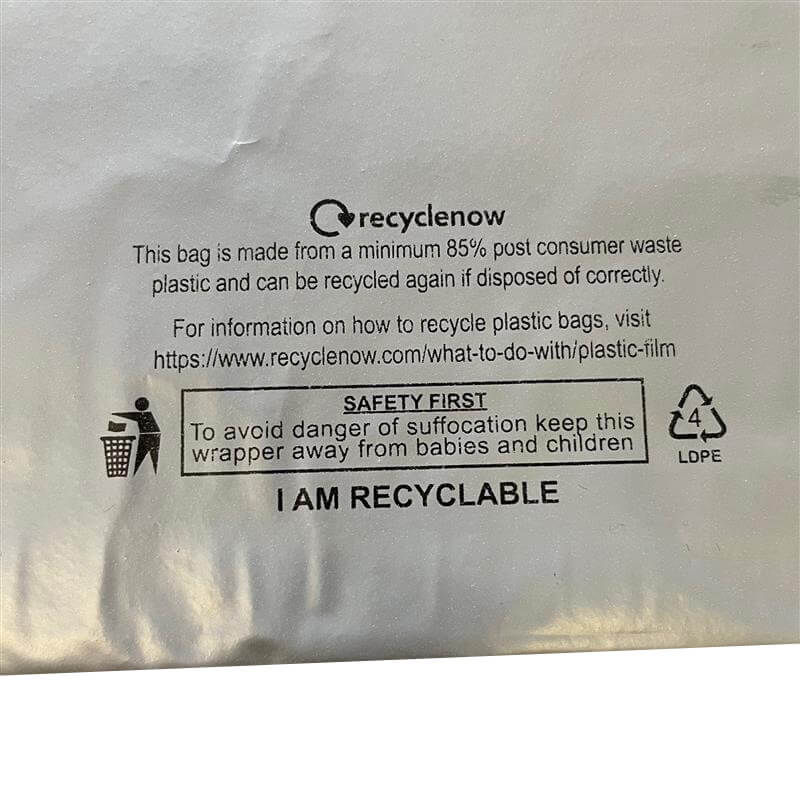 recyclenow
This bag is made from a minimum 85% post consumer waste
plastic and can be recycled again if disposed of correctly.
For information on how to recycle plastic bags, visit
https://www.recyclenow.com/what-to-do-with/plastic-film
SAFETY FIRST
To avoid danger of suffocation keep this
wrapper away from babies and children
4
LDPE
I AM RECYCLABLE